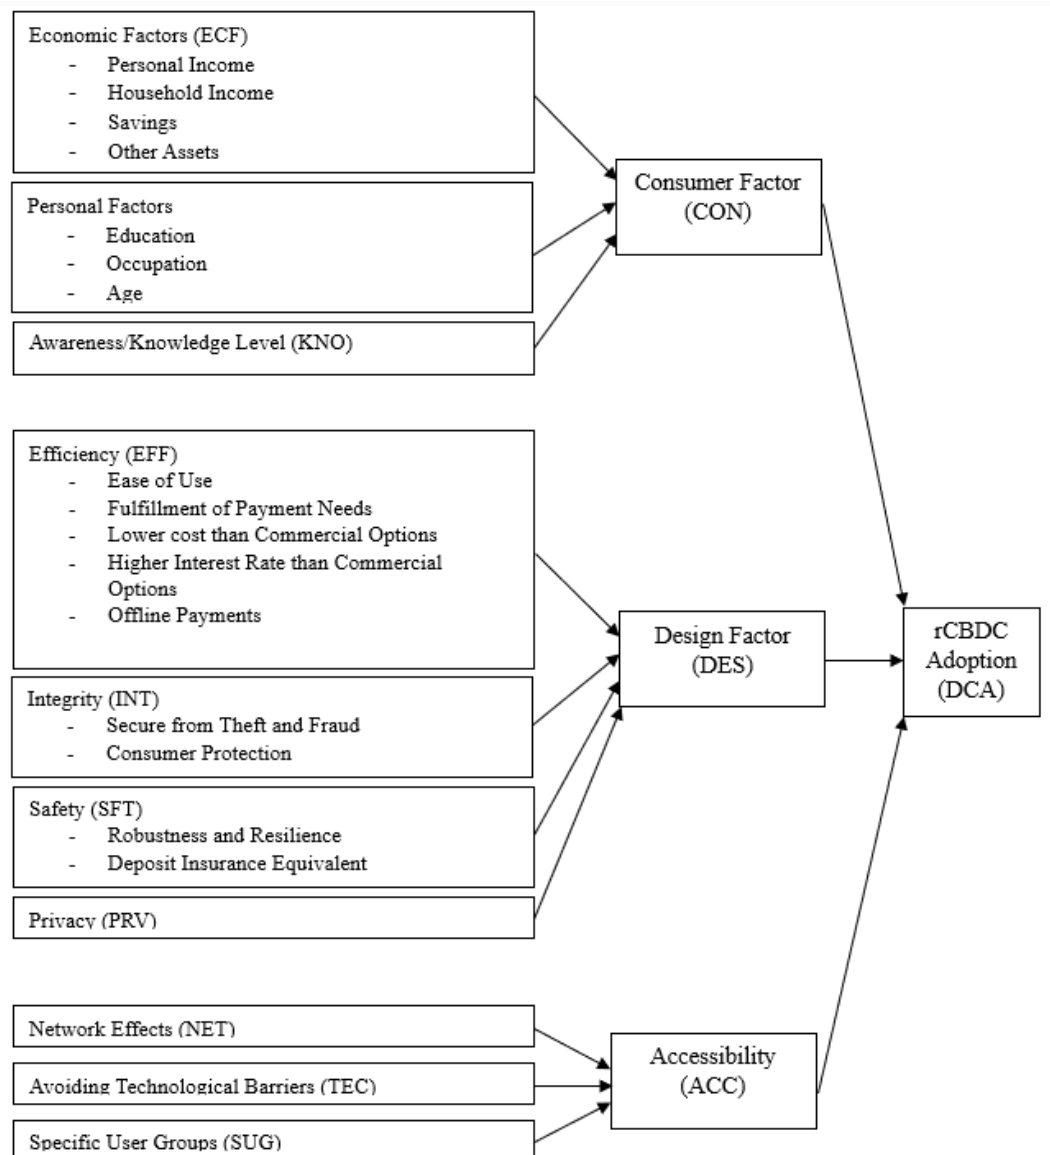 Economic Factors (ECF)
- Personal Income
- Household Income
- Savings
- Other Assets
Personal Factors
- Education
- Occupation
- Age
Awareness/Knowledge Level (KNO)
Consumer Factor
(CON)
Efficiency (EFF)
- Ease of Use
- Fulfillment of Payment Needs
- Lower cost than Commercial Options
- Higher Interest Rate than Commercial
Options
- Offline Payments
Integrity (INT)
- Secure from Theft and Fraud
- Consumer Protection
Safety (SFT)
- Robustness and Resilience
- Deposit Insurance Equivalent
Privacy (PRV)
Design Factor
(DES)
rCBDC
Adoption
(DCA)
Network Effects (NET)
Avoiding Technological Barriers (TEC)
Specific User Groups (SUG)
Accessibility
(ACC)